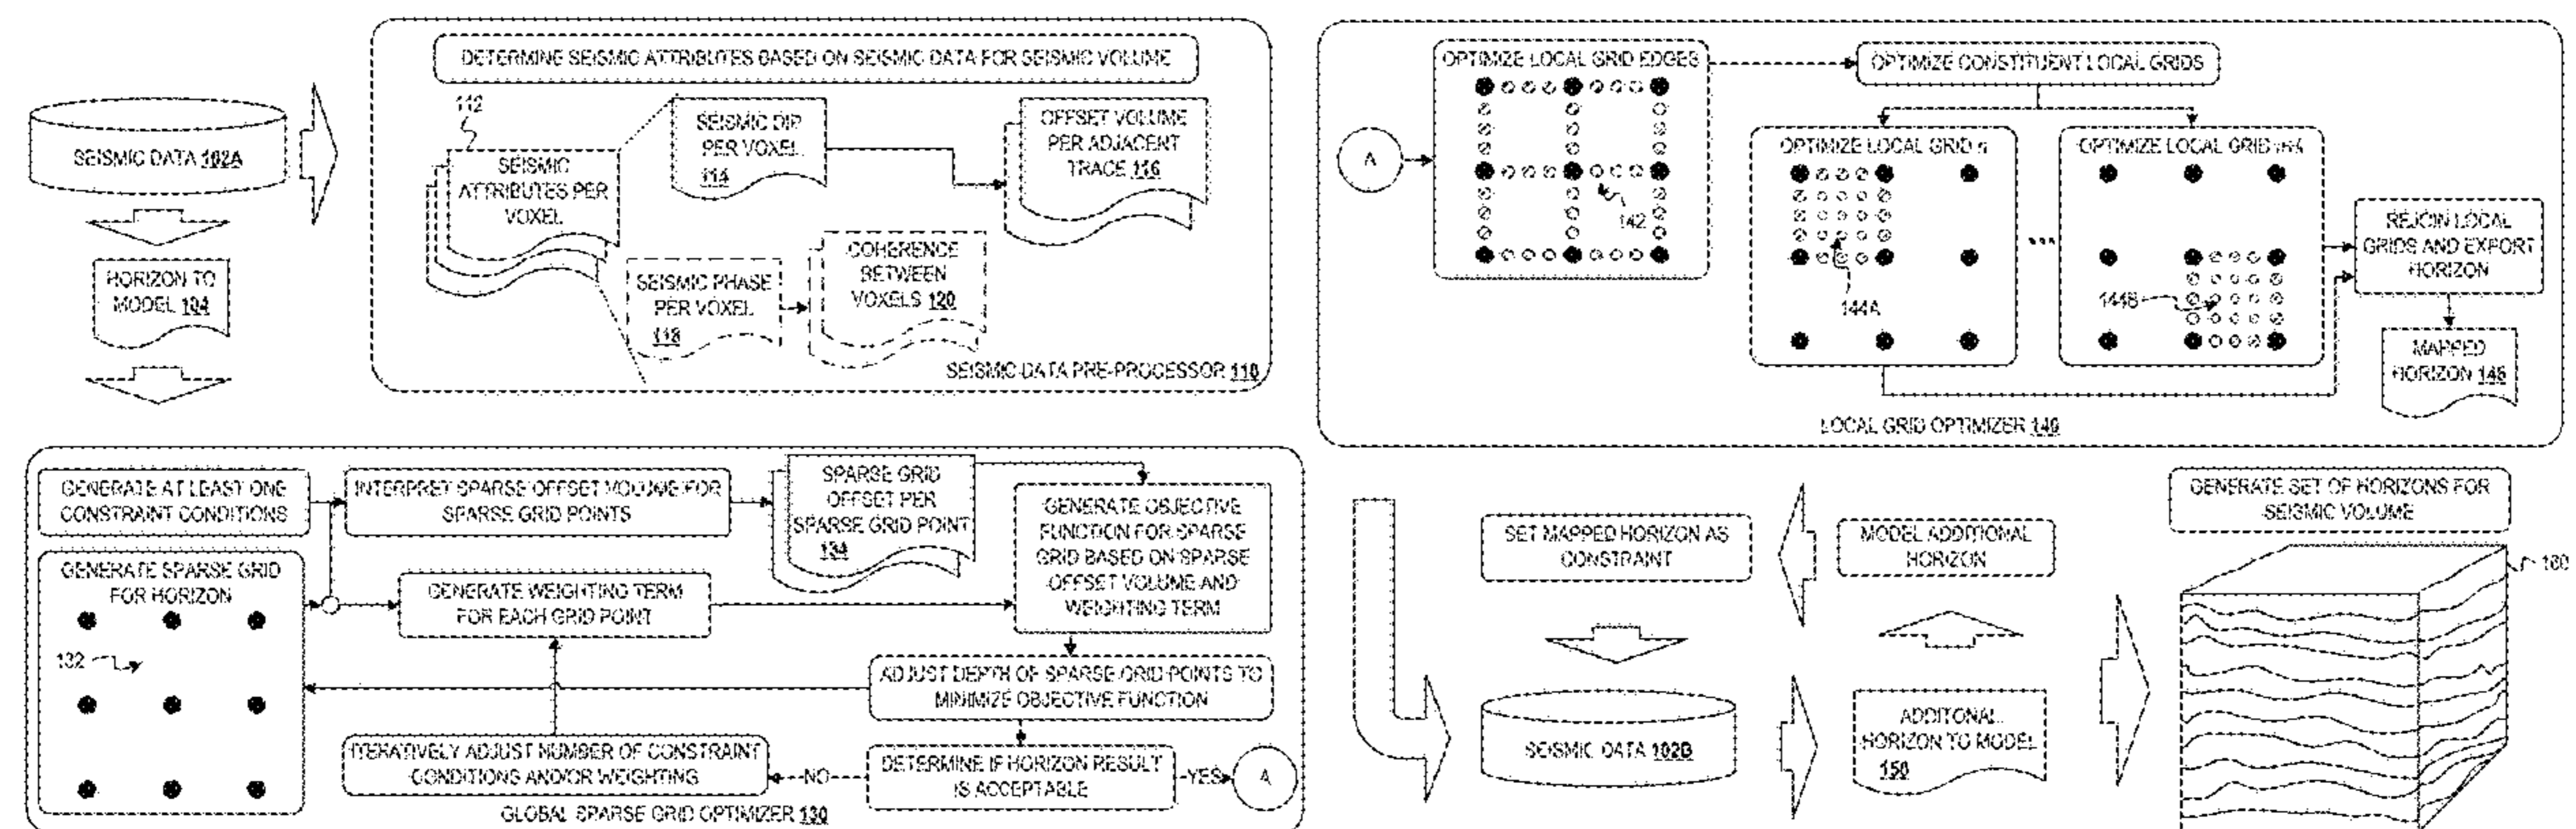 SEISMIC DATA 102A
HORIZON TO
MODEL 104
DETERMINE SEISMIC ATTRIBUTES BASED ON SEISMIC DATA FOR SEISMIC VOLUME
112
SEISMIC
ATTRIBUTES PER
VOXEL
SEISMIC DIP
PER VOXEL
114
OFFSET VOLUME
PER ADJACENT
TRACE 116
SEISMIC PHASE
PER VOXEL
118
COHERENCE
BETWEEN
VOXELS 120
SEISMIC-DATA PRE-PROCESSOR 110
GENERATE AT LEAST ONE
CONSTRAINT CONDITIONS
INTERPRET SPARSE OFFSET VOLUME FOR
SPARSE GRID POINTS
SPARSE GRID
OFFSET PER
SPARSE GRID POINT
134
GENERATE OBJECTIVE
FUNCTION FOR SPARSE
GRID BASED ON SPARSE
OFFSET VOLUME AND
WEIGHTING TERM
GENERATE SPARSE GRID
FOR HORIZON
132
GENERATE WEIGHTING TERM
FOR EACH GRID POINT
ADJUST DEPTH OF SPARSE GRID POINTS TO
MINIMIZE OBJECTIVE FUNCTION
ITERATIVELY ADJUST NUMBER OF CONSTRAINT
CONDITIONS AND/OR WEIGHTING
NO
DETERMINE IF HORIZON RESULT
IS ACCEPTABLE
YES
A
GLOBAL SPARSE GRID OPTIMIZER 130
A
OPTIMIZE LOCAL GRID EDGES
142
OPTIMIZE CONSTITUENT LOCAL GRIDS
OPTIMIZE LOCAL GRID n
144A
...
OPTIMIZE LOCAL GRID
144B
REJOIN LOCAL
GRIDS AND EXPORT
HORIZON
MAPPED
HORIZON 146
LOCAL GRID OPTIMIZER 140
SET MAPPED HORIZON AS
CONSTRAINT
MODEL ADDITIONAL
HORIZON
SEISMIC DATA 102B
ADDITONAL
HORIZON TO MODEL
150
GENERATE SET OF HORIZONS FOR
SEISMIC VOLUME
160